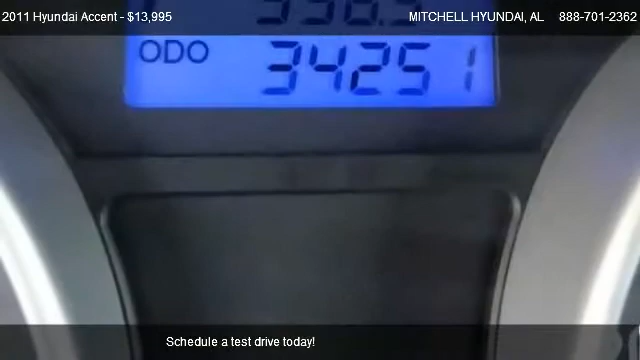 2011 Hyundai Accent - $13,995 MITCHELL HYUNDAI, AL 888-701-2362
ODO 34251
Schedule a test drive today!